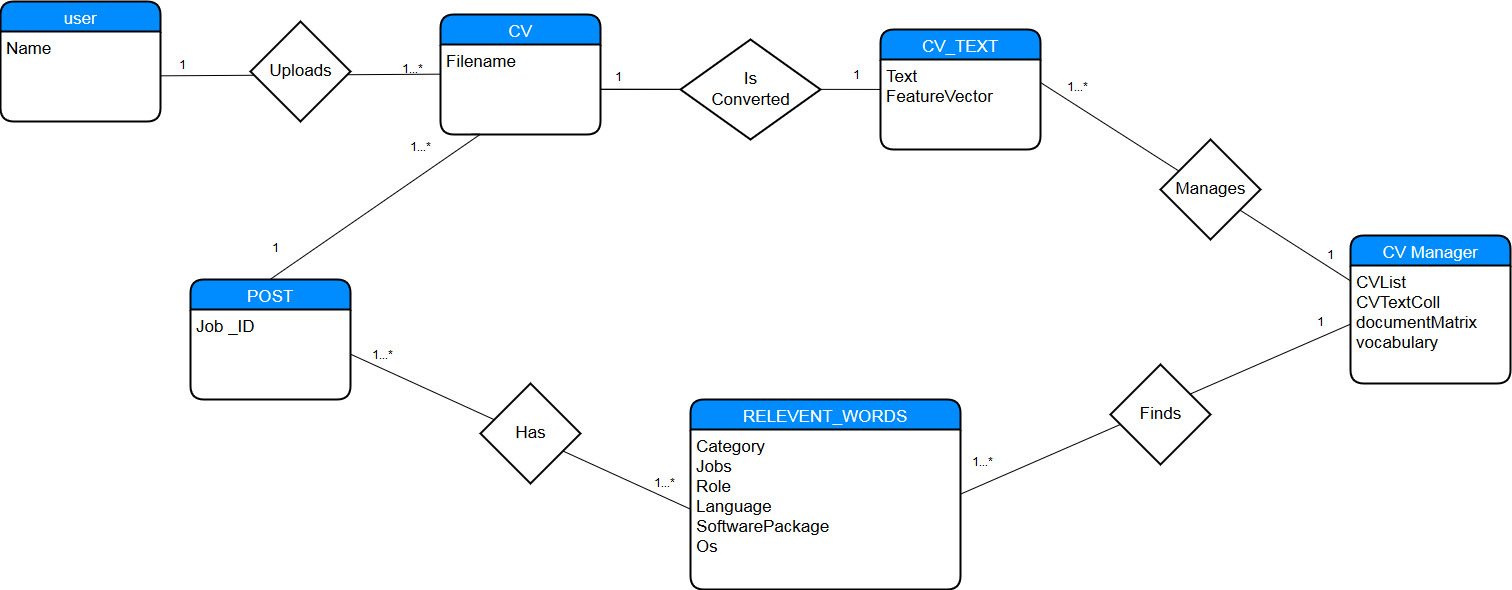 user
Name
1
Uploads
1...*
CV
Filename
1
Is
Converted
1
CV_TEXT
Text
FeatureVector
1...*
Manages
1
CV Manager
CVList
CVTextColl
documentMatrix
vocabulary
1...*
1
POST
Job _ID
1...*
Has
1...*
RELEVENT_WORDS
Category
Jobs
Role
Language
SoftwarePackage
Os
1...*
Finds
1